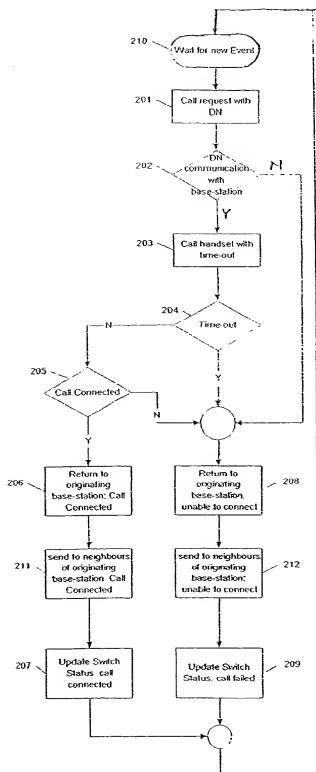 210
Wait for new Event
201
Call request with
DN
202
DN
communication
with
base-station
N
Y
203
Call handset with
time-out
204
N
Time-out
205
Call Connected
Y
N
Y
206
Return to
originating
base-station: Call
Connected
Return to
originating
base-station,
unable to connect
208
211
send to neighbours
of originating
base-station Call
Connected
send to neighbours
of originating
base-station;
unable to connect
212
207
Update Switch
Status call
connected
Update Switch
Status, call failed
209